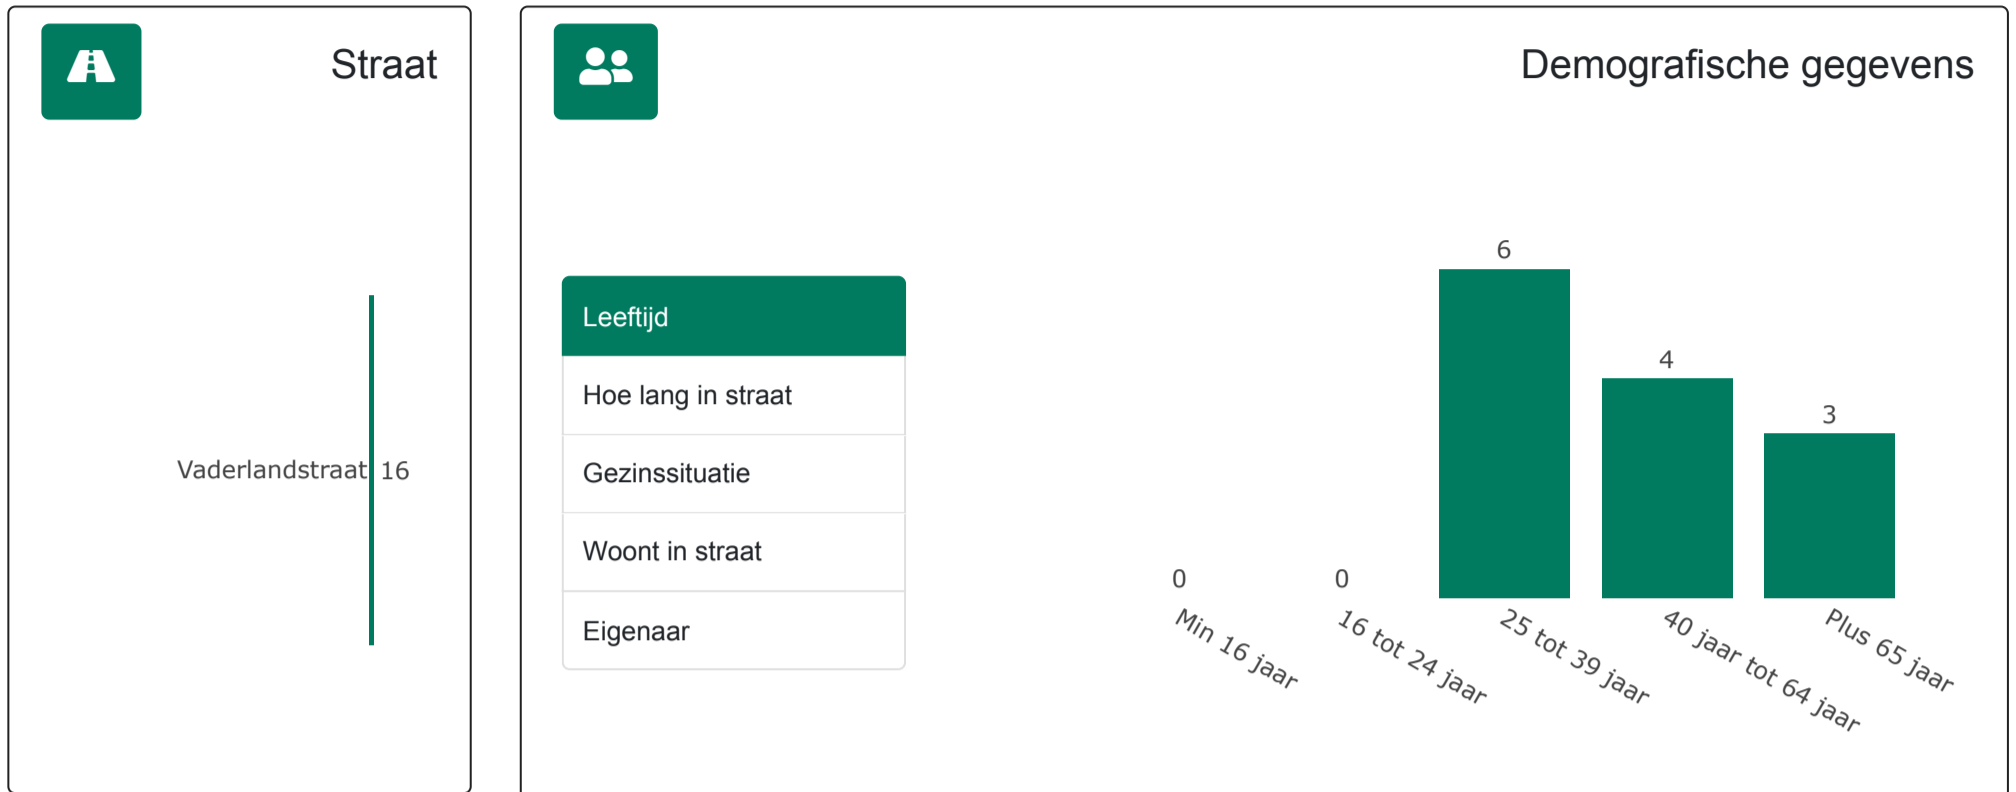 Straat
Vaderlandstraat 16
Demografische gegevens
Leeftijd
Hoe lang in straat
Gezinssituatie
Woont in straat
Eigenaar
0
0
6
4
3
Min 16 jaar
16 tot 24 jaar
25 tot 39 jaar
40 jaar tot 64 jaar
Plus 65 jaar